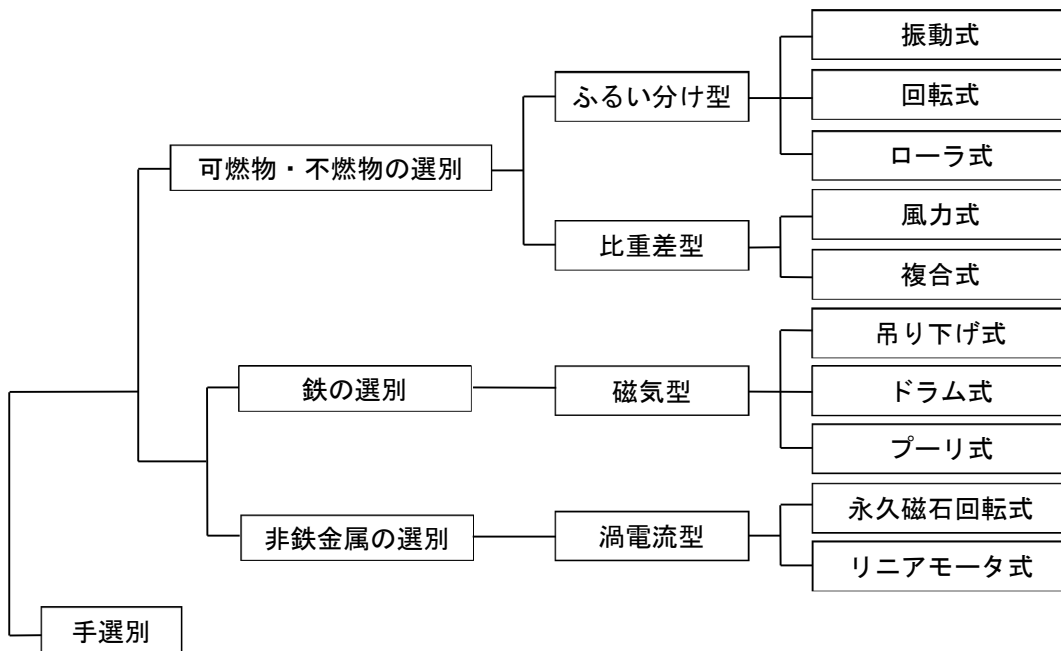 振動式
ふるい分け型
回転式
ローラ式
可燃物・不燃物の選別
風力式
比重差型
複合式
吊り下げ式
鉄の選別
磁気型
ドラム式
プーリ式
永久磁石回転式
非鉄金属の選別
渦電流型
リニアモータ式
手選別